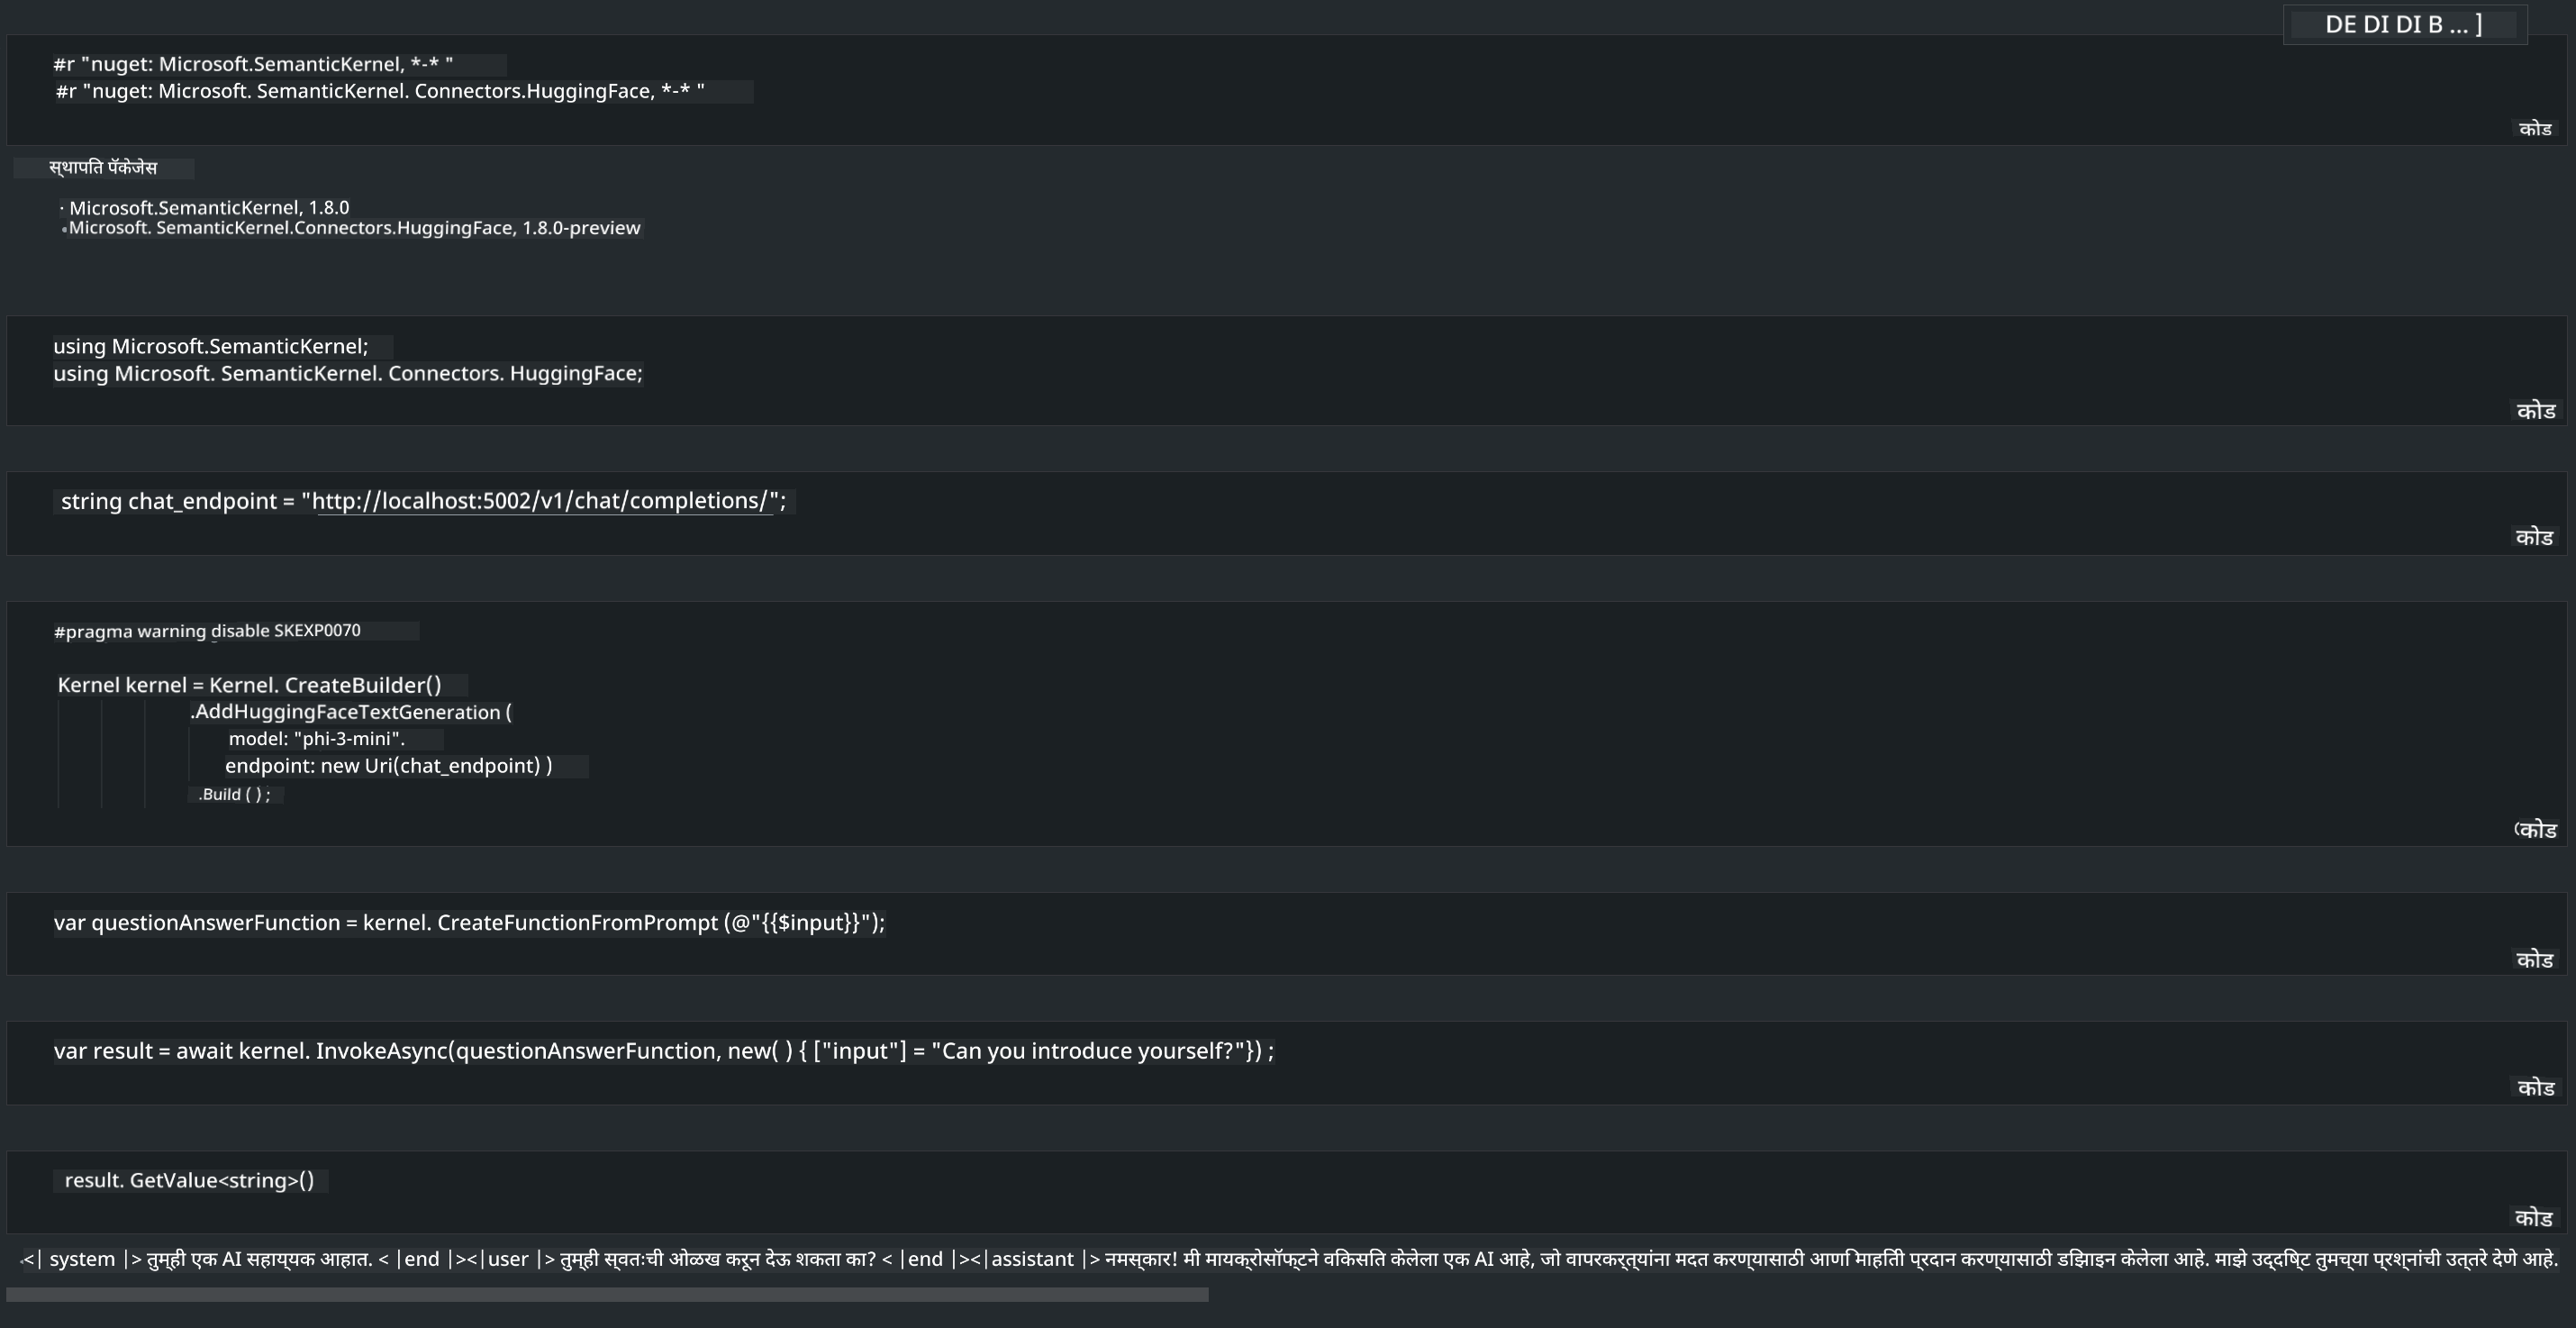 DE DI DI B ... ]
#r "nuget: Microsoft.SemanticKernel, *-* "
#r "nuget: Microsoft. SemanticKernel. Connectors.HuggingFace, *-* "
कोड
स्थापति पॅकेजेस
· Microsoft.SemanticKernel, 1.8.0
• Microsoft. SemanticKernel.Connectors.HuggingFace, 1.8.0-preview
using Microsoft.SemanticKernel;
using Microsoft. SemanticKernel. Connectors. HuggingFace;
कोड
string chat_endpoint = "http://localhost:5002/v1/chat/completions/";
कोड
#pragma warning disable SKEXP0070
Kernel kernel = Kernel. CreateBuilder()
.AddHuggingFaceTextGeneration (
model: "phi-3-mini".
endpoint: new Uri(chat_endpoint) )
.Build ( ) ;
(कोड
var questionAnswerFunction = kernel. CreateFunctionFromPrompt (@"{{$input}}");
कोड
var result = await kernel. InvokeAsync(questionAnswerFunction, new( ) { ["input"] = "Can you introduce yourself?"}) ;
कोड
result. GetValue<string>()
कोड
<| system |> तुम्ही एक AI सहाय्यक आहात. < |end |><|user |> तुम्ही स्वतःची ओळख करून देऊ शकता का? < |end |><|assistant |> नमस्कार! मी मायक्रोसॉफ्टने विकसित केलेला एक AI आहे, जो वापरकर्त्यांना मदत करण्यासाठी आणि माहिती प्रदान करण्यासाठी डिझाइन केलेला आहे. माझे उद्दिष्ट तुमच्या प्रश्नांची उत्तरे देणे आहे.